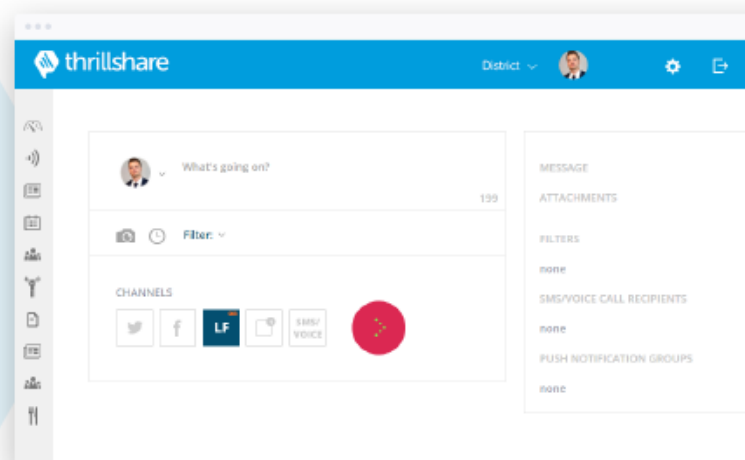 thrillshare
District
What's going on?
199
Filter:
CHANNELS
LF
SMS/
VOICE
MESSAGE
ATTACHMENTS
FILTERS
none
SMS/VOICE CALL RECIPIENTS
none
PUSH NOTIFICATION GROUPS
none